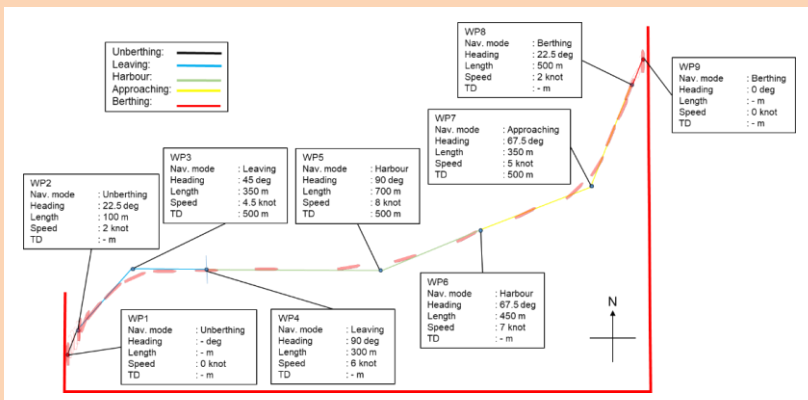 Unberthing:
Leaving:
Harbour:
Approaching:
Berthing:
WP8
Nav. mode : Berthing
Heading : 22.5 deg
Length : 500 m
Speed : 2 knot
TD : - m
WP9
Nav. mode : Berthing
Heading : 0 deg
Length : - m
Speed : 0 knot
TD : - m
WP7
Nav. mode : Approaching
Heading : 67.5 deg
Length : 350 m
Speed : 5 knot
TD : 500 m
WP3
Nav. mode : Leaving
Heading : 45 deg
Length : 350 m
Speed : 4.5 knot
TD : 500 m
WP5
Nav. mode : Harbour
Heading : 90 deg
Length : 700 m
Speed : 8 knot
TD : 500 m
WP2
Nav. mode : Unberthing
Heading : 22.5 deg
Length : 100 m
Speed : 2 knot
TD : - m
WP6
Nav. mode : Harbour
Heading : 67.5 deg
Length : 450 m
Speed : 7 knot
TD : - m
N
WP1
Nav. mode : Unberthing
Heading : - deg
Length : - m
Speed : 0 knot
TD : - m
WP4
Nav. mode : Leaving
Heading : 90 deg
Length : 300 m
Speed : 6 knot
TD : - m